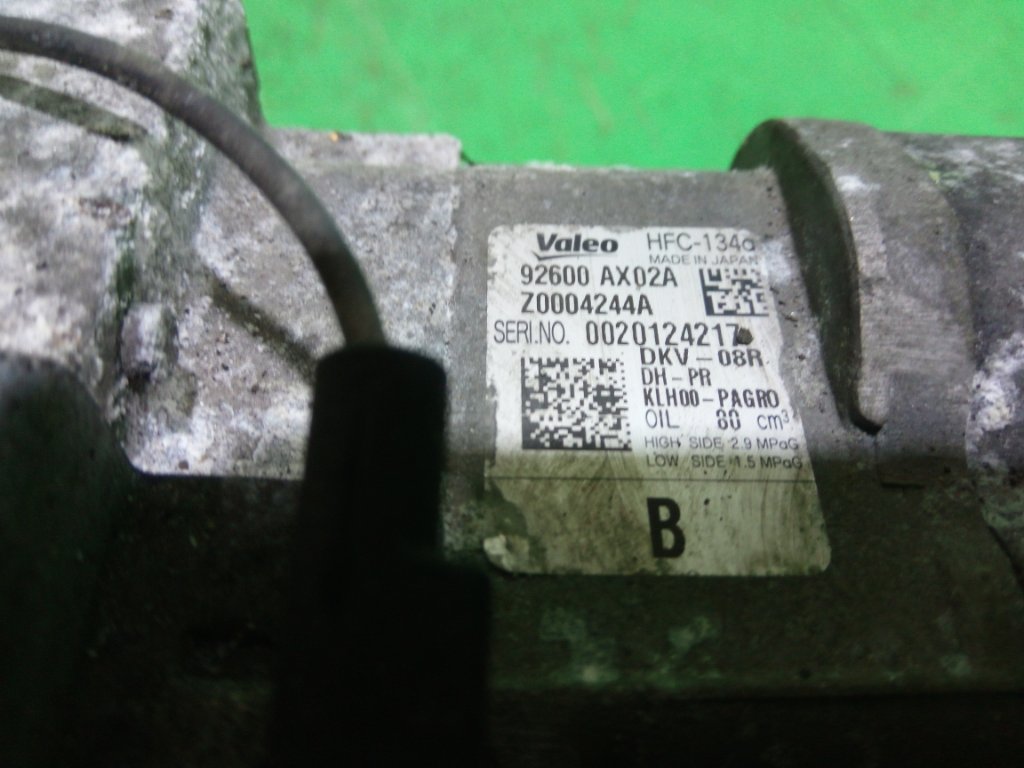 Valeo HFC-134a
MADE IN JAPAN
92600 AX02A
Z0004244A
SERI.NO. 0020124217
DKV-08R
DH-PR
KLH00-PAGR0
OIL 80 cm³
HIGH SIDE 2.9 MPaG
LOW SIDE 1.5 MPaG
B